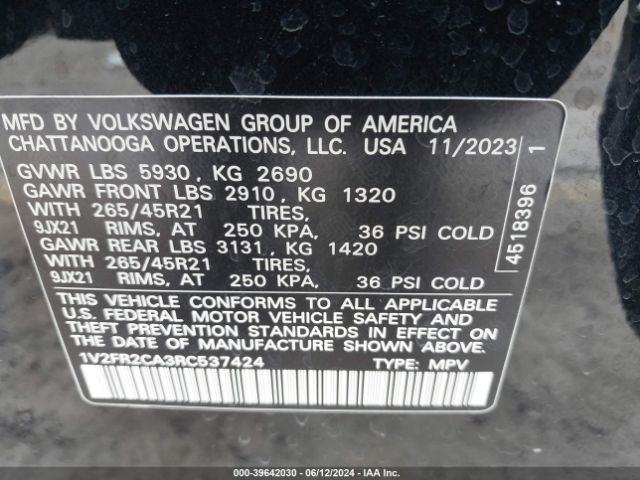 MFD BY VOLKSWAGEN GROUP OF AMERICA
CHATTANOOGA OPERATIONS, LLC. USA 11/2023
GVWR LBS 5930, KG 2690
GAWR FRONT LBS 2910, KG 1320
WITH 265/45R21 TIRES,
9JX21 RIMS, AT 250 KPA, 36 PSI COLD
GAWR REAR LBS 3131, KG 1420
WITH 265/45R21 TIRES,
9JX21 RIMS, AT 250 KPA, 36 PSI COLD
THIS VEHICLE CONFORMS TO ALL APPLICABLE
U.S. FEDERAL MOTOR VEHICLE SAFETY AND
THEFT PREVENTION STANDARDS IN EFFECT ON
THE DATE OF MANUFACTURE SHOWN ABOVE.
1V2FR2CA3RC537424 TYPE: MPV
4518396 1
000-39642030 - 06/12/2024 - IAAI.COM